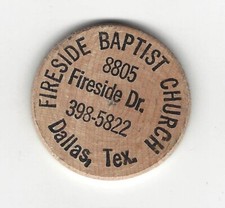 FIRESIDE BAPTIST CHURCH
8805
Fireside Dr.
398-5822
Dallas, Tex.